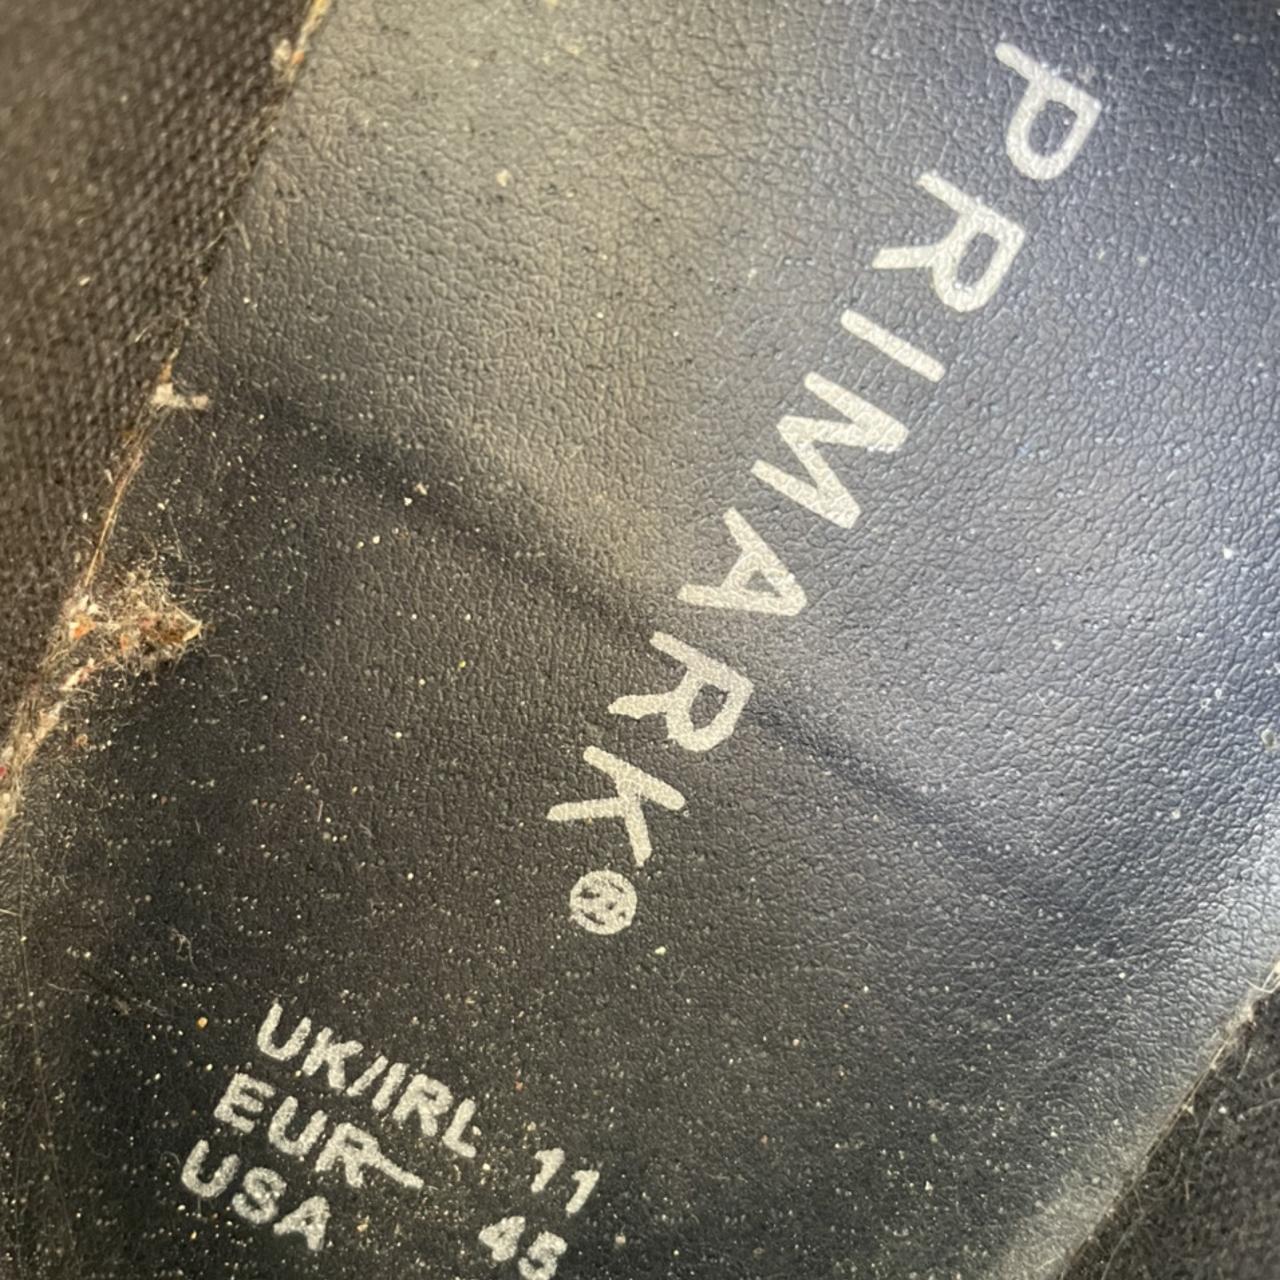 PRIMARK®
UK/IRL 11
EUR 45
USA